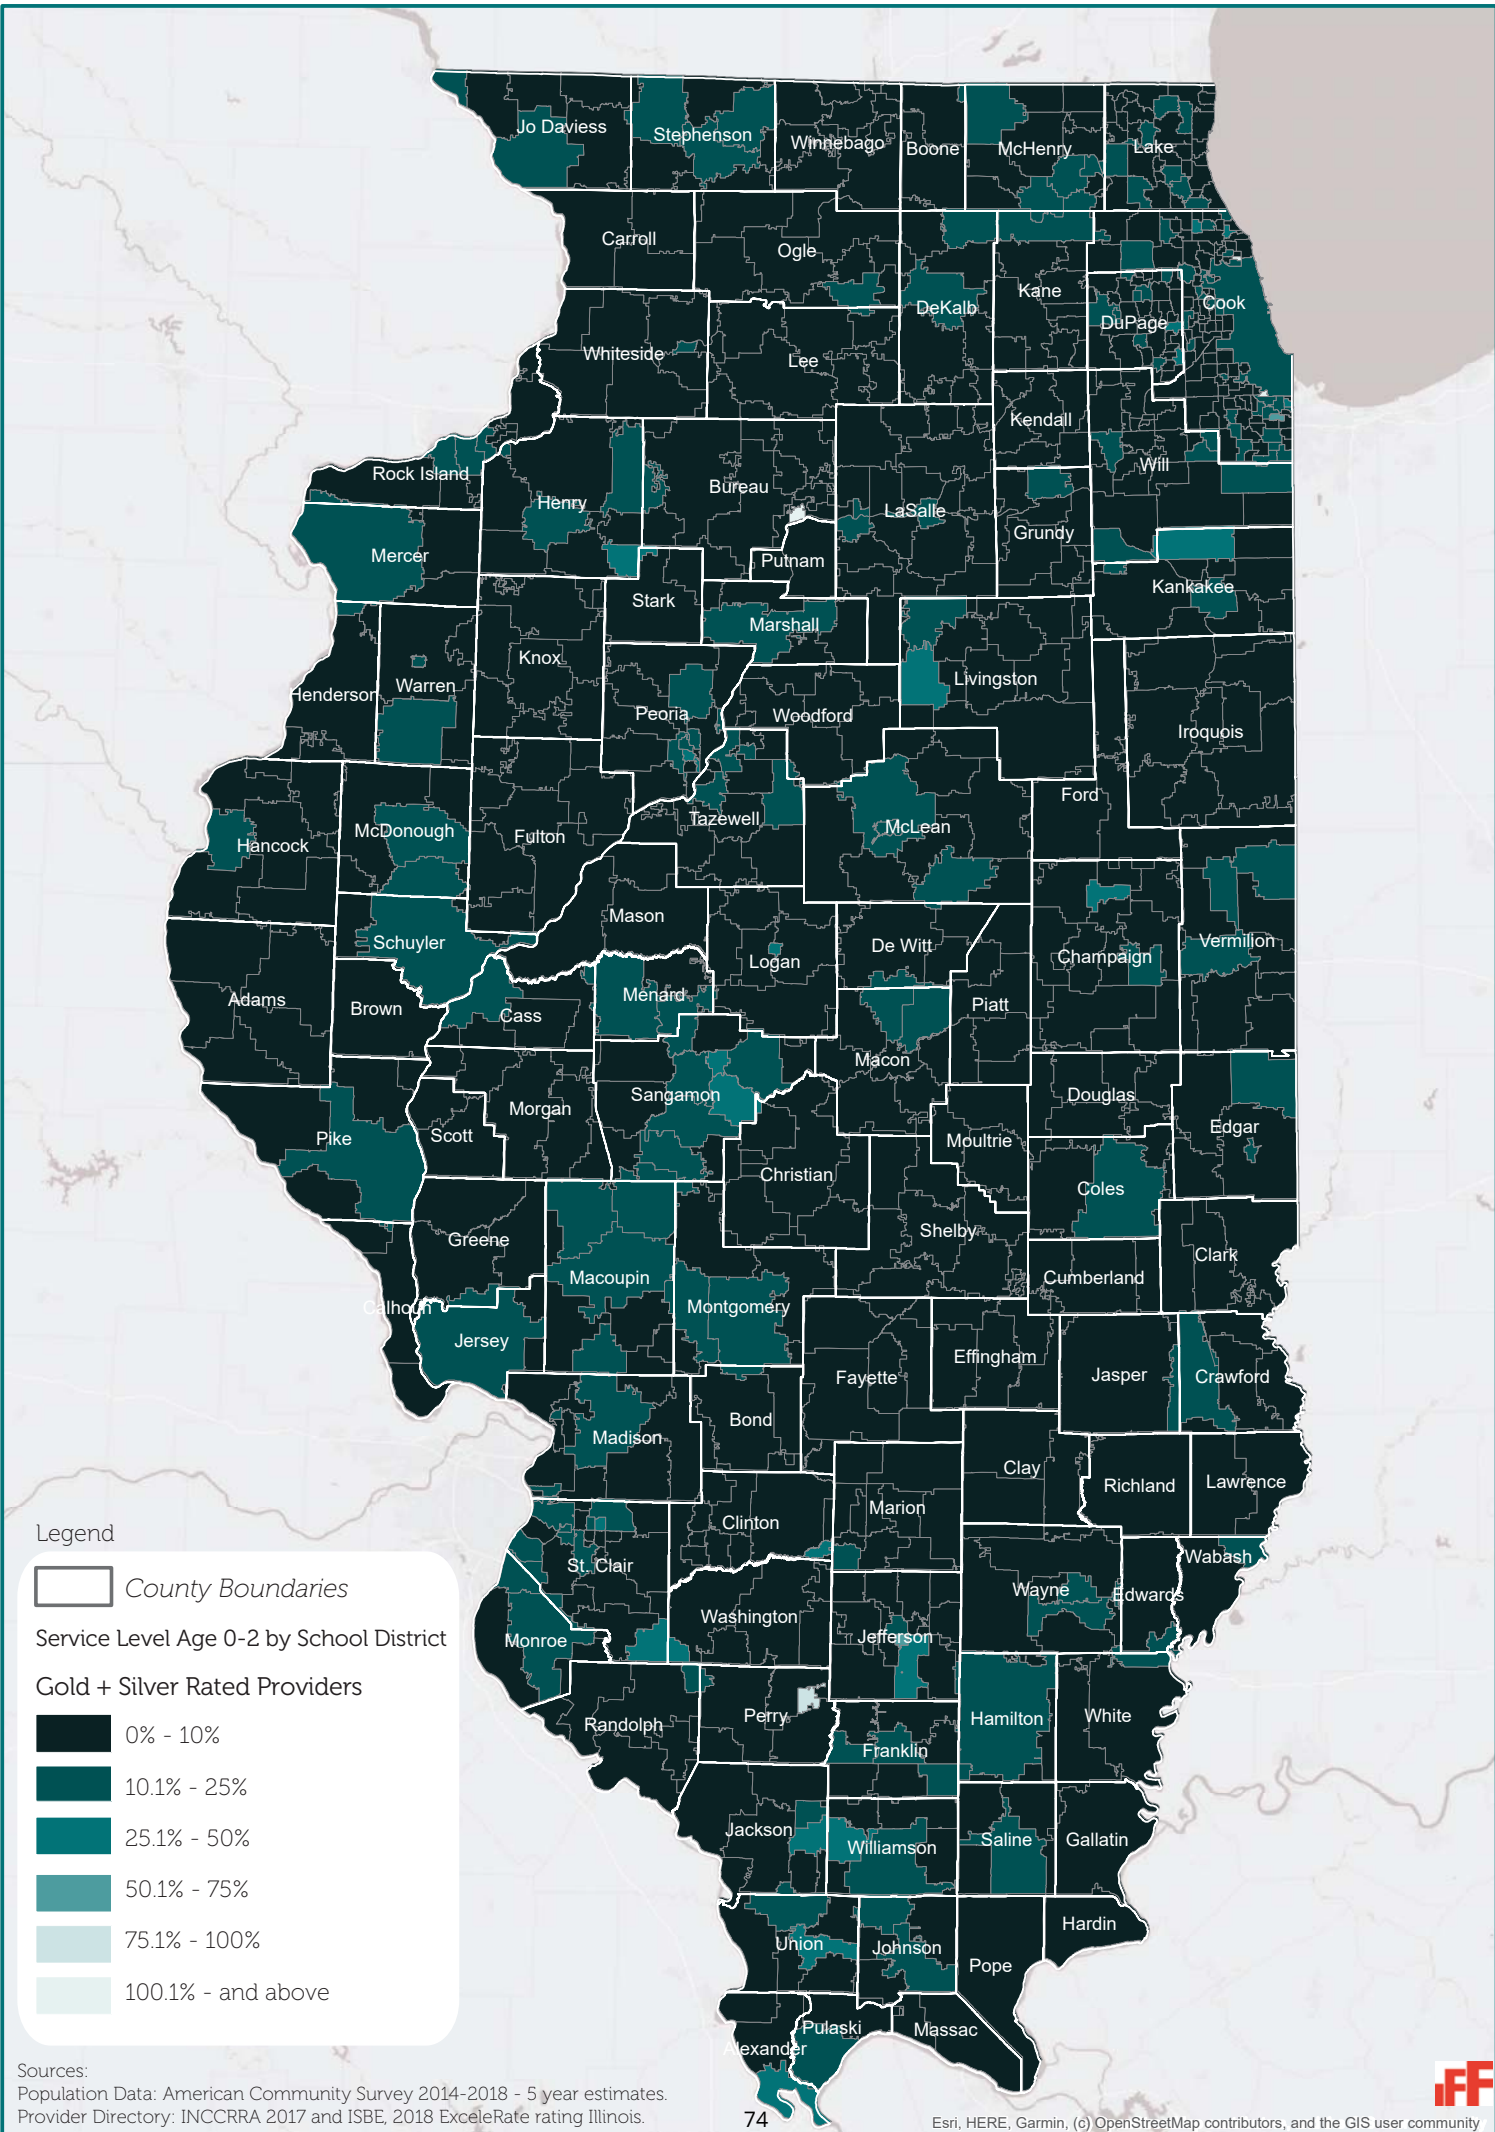 Jo Daviess
Stephenson
Winnebago
Boone
McHenry
Lake
Carroll
Ogle
DeKalb
Kane
DuPage
Cook
Whiteside
Lee
Kendall
Will
Rock Island
Henry
Bureau
LaSalle
Grundy
Mercer
Putnam
Kankakee
Stark
Marshall
Knox
Livingston
Henderson
Warren
Peoria
Woodford
Iroquois
Ford
Tazewell
McLean
Hancock
McDonough
Fulton
Mason
Schuyler
De Witt
Logan
Champaign
Vermilion
Adams
Brown
Menard
Cass
Piatt
Macon
Sangamon
Douglas
Morgan
Scott
Pike
Edgar
Moultrie
Christian
Coles
Greene
Shelby
Clark
Macoupin
Cumberland
Calhoun
Montgomery
Jersey
Effingham
Fayette
Jasper
Crawford
Bond
Madison
Clay
Richland
Lawrence
Marion
Clinton
St. Clair
Wabash
Wayne
Edwards
Washington
Jefferson
Monroe
Perry
Hamilton
White
Randolph
Franklin
Jackson
Williamson
Saline
Gallatin
Hardin
Union
Johnson
Pope
Pulaski
Massac
Alexander
Legend
County Boundaries
Service Level Age 0-2 by School District
Gold + Silver Rated Providers
0% - 10%
10.1% - 25%
25.1% - 50%
50.1% - 75%
75.1% - 100%
100.1% - and above
Sources:
Population Data: American Community Survey 2014-2018 - 5 year estimates.
Provider Directory: INCCRRA 2017 and ISBE, 2018 ExceleRate rating Illinois.
74
iFF
Esri, HERE, Garmin, (c) OpenStreetMap contributors, and the GIS user community